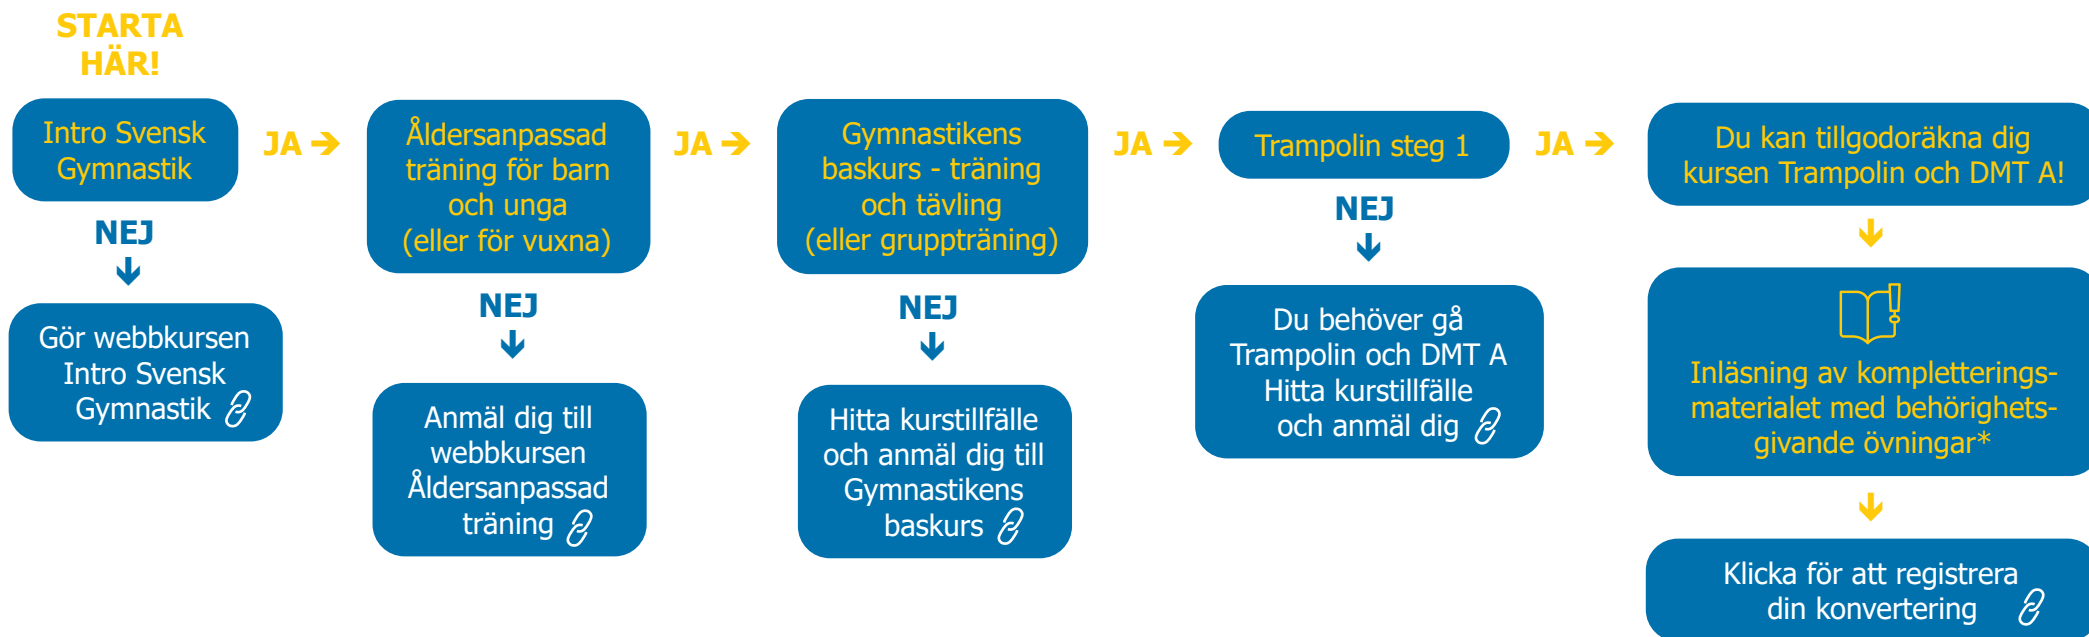 STARTA
HÄR!
Intro Svensk
Gymnastik
JA →
Åldersanpassad
träning för barn
och unga
(eller för vuxna)
JA →
Gymnastikens
baskurs - träning
och tävling
(eller gruppträning)
JA →
Trampolin steg 1
JA →
Du kan tillgodoräkna dig
kursen Trampolin och DMT A!
NEJ
Gör webbkursen
Intro Svensk
Gymnastik
NEJ
Anmäl dig till
webbkursen
Åldersanpassad
träning
NEJ
Hitta kurstillfälle
och anmäl dig till
Gymnastikens
baskurs
NEJ
Du behöver gå
Trampolin och DMT A
Hitta kurstillfälle
och anmäl dig
Inläsning av kompletterings-
materialet med behörighets-
givande övningar*
Klicka för att registrera
din konvertering